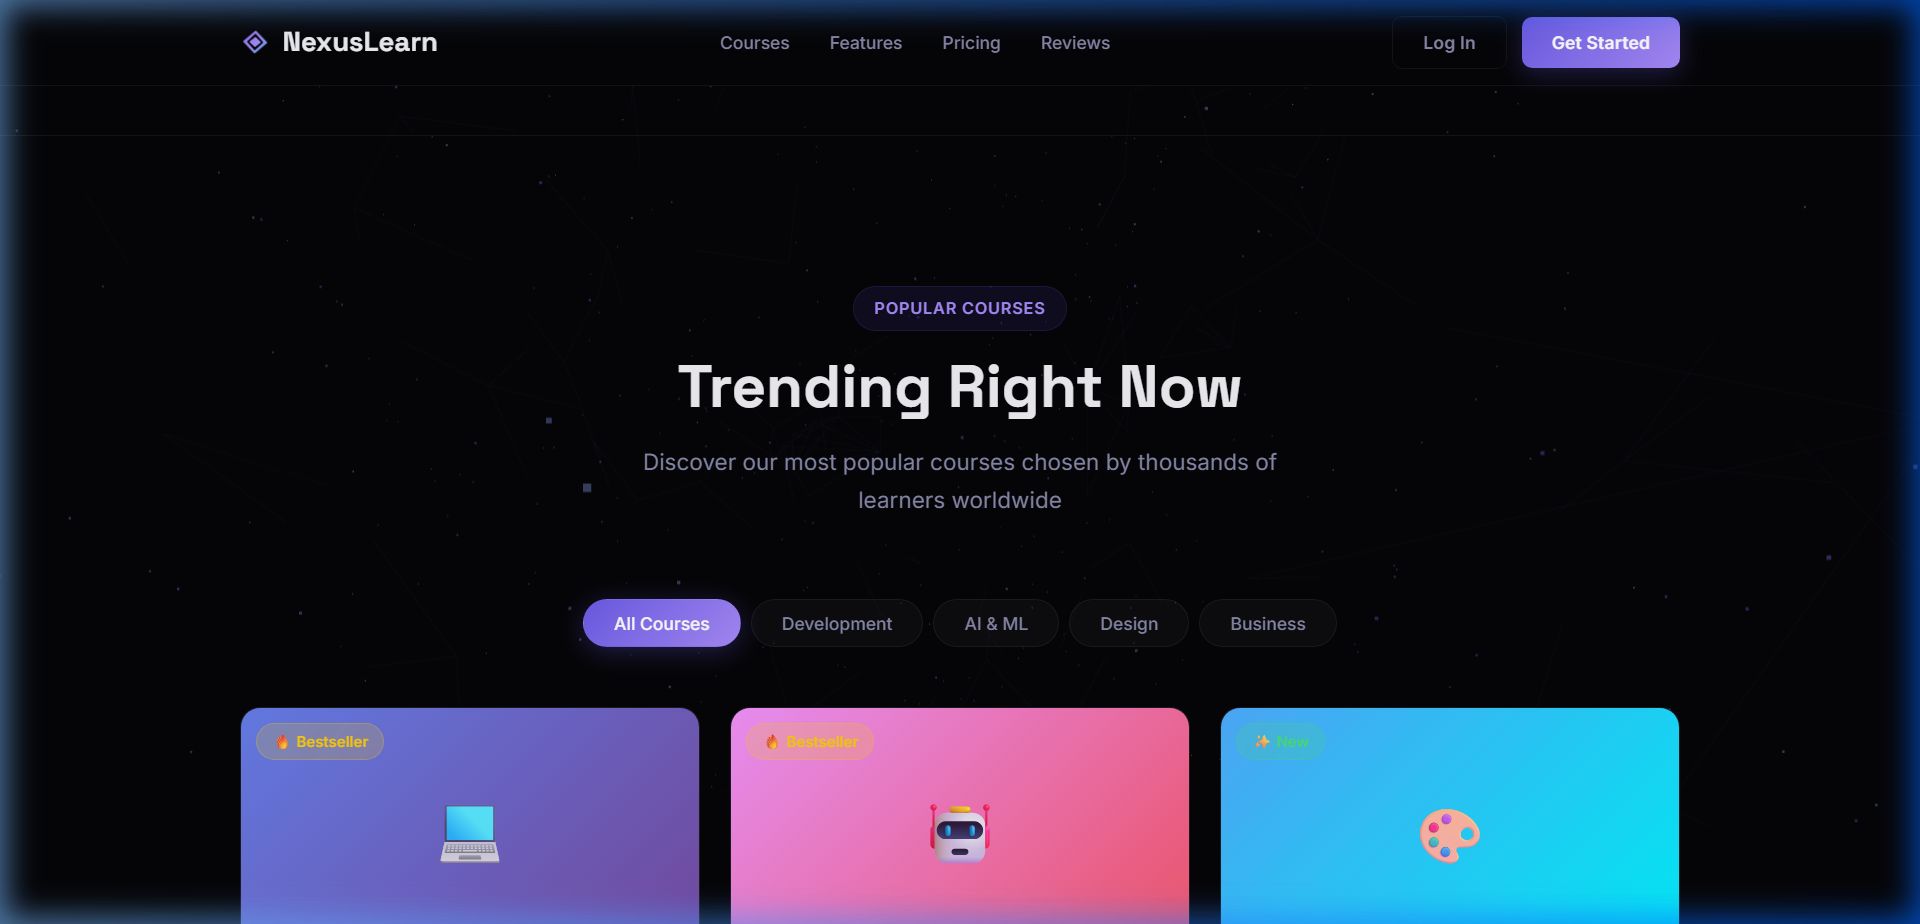 NexusLearn
Courses
Features
Pricing
Reviews
Log In
Get Started
POPULAR COURSES
Trending Right Now
Discover our most popular courses chosen by thousands of
learners worldwide
All Courses
Development
AI & ML
Design
Business
🔥 Bestseller
🔥 Bestseller
✨ New